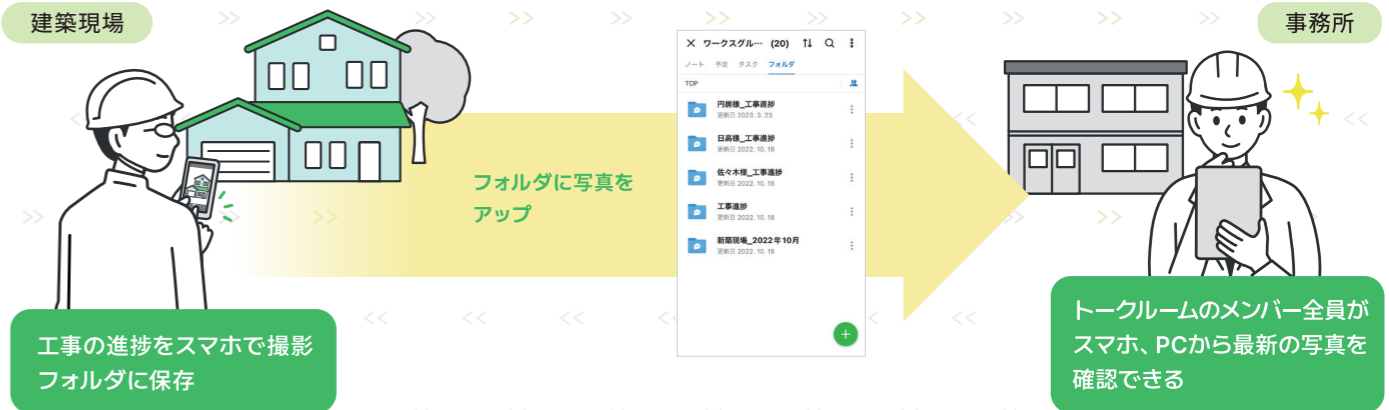 建築現場
事務所
ワークスグル… (20)
ノート 予定 タスク フォルダ
TOP
円居様_工事進捗
更新日 2023. 3. 23
日高様_工事進捗
更新日 2022. 10. 18
佐々木様_工事進捗
更新日 2022. 10. 18
工事進捗
更新日 2022. 10. 18
新築現場_2022年10月
更新日 2022. 10. 18
フォルダに写真を
アップ
工事の進捗をスマホで撮影
フォルダに保存
トークルームのメンバー全員が
スマホ、PCから最新の写真を
確認できる